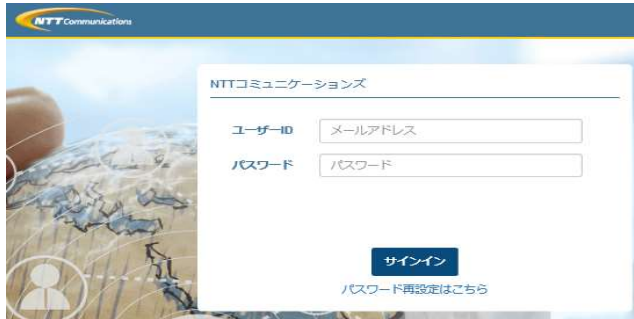 NTT Communications
NTTコミュニケーションズ
ユーザーID メールアドレス
パスワード パスワード
サインイン
パスワード再設定はこちら